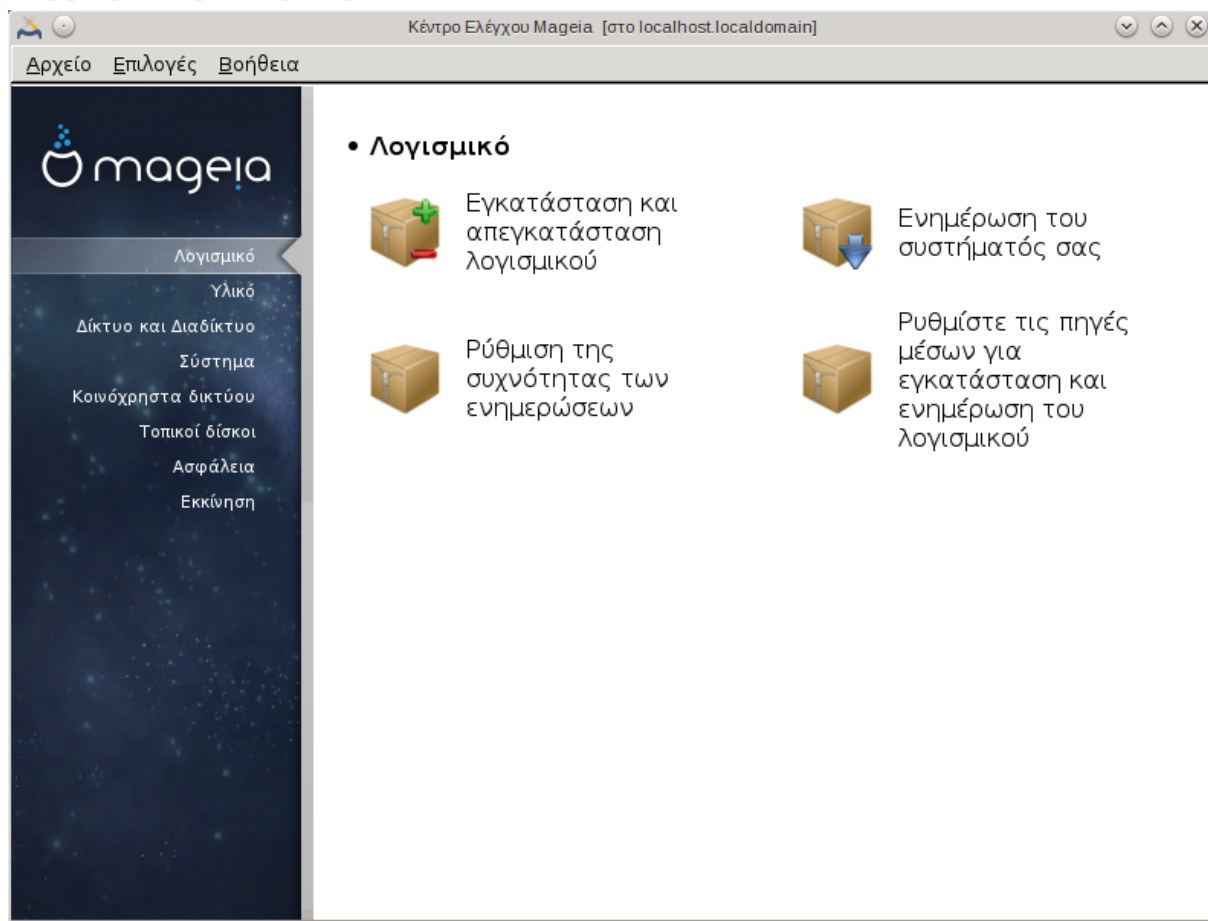 Κέντρο Ελέγχου Mageia [στο localhost.localdomain]
Αρχείο Επιλογές Βοήθεια
mageia
Λογισμικό
Υλικό
Δίκτυο και Διαδίκτυο
Σύστημα
Κοινόχρηστα δικτύου
Τοπικοί δίσκοι
Ασφάλεια
Εκκίνηση
• Λογισμικό
Εγκατάσταση και
απεγκατάσταση
λογισμικού
Ενημέρωση του
συστήματός σας
Ρύθμιση της
συχνότητας των
ενημερώσεων
Ρυθμίστε τις πηγές
μέσων για
εγκατάσταση και
ενημέρωση του
λογισμικού